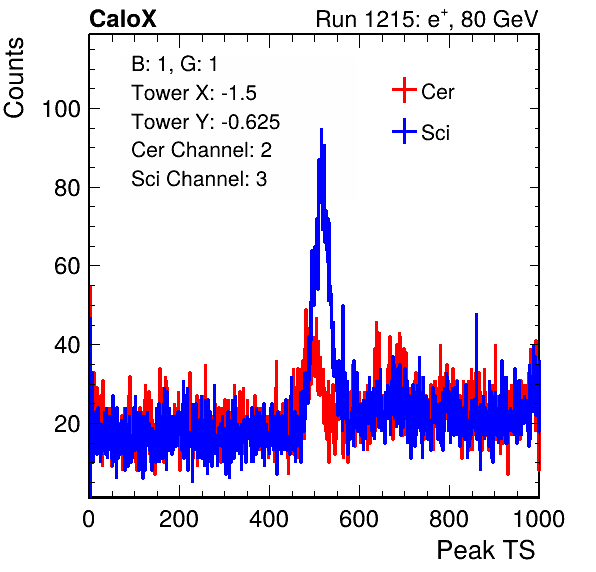 CaloX Run 1215: e⁺, 80 GeV
Counts
B: 1, G: 1
Tower X: -1.5
Tower Y: -0.625
Cer Channel: 2
Sci Channel: 3
Cer
Sci
100
80
60
40
20
0 200 400 600 800 1000
Peak TS